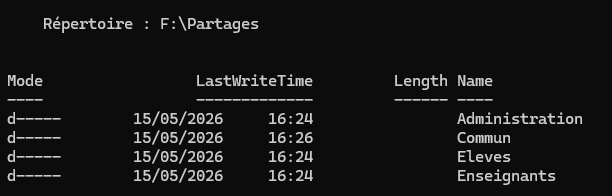 Répertoire : F:\Partages
Mode LastWriteTime Length Name
---- ------------- ------ ----
d----- 15/05/2026 16:24 Administration
d----- 15/05/2026 16:26 Commun
d----- 15/05/2026 16:24 Eleves
d----- 15/05/2026 16:24 Enseignants